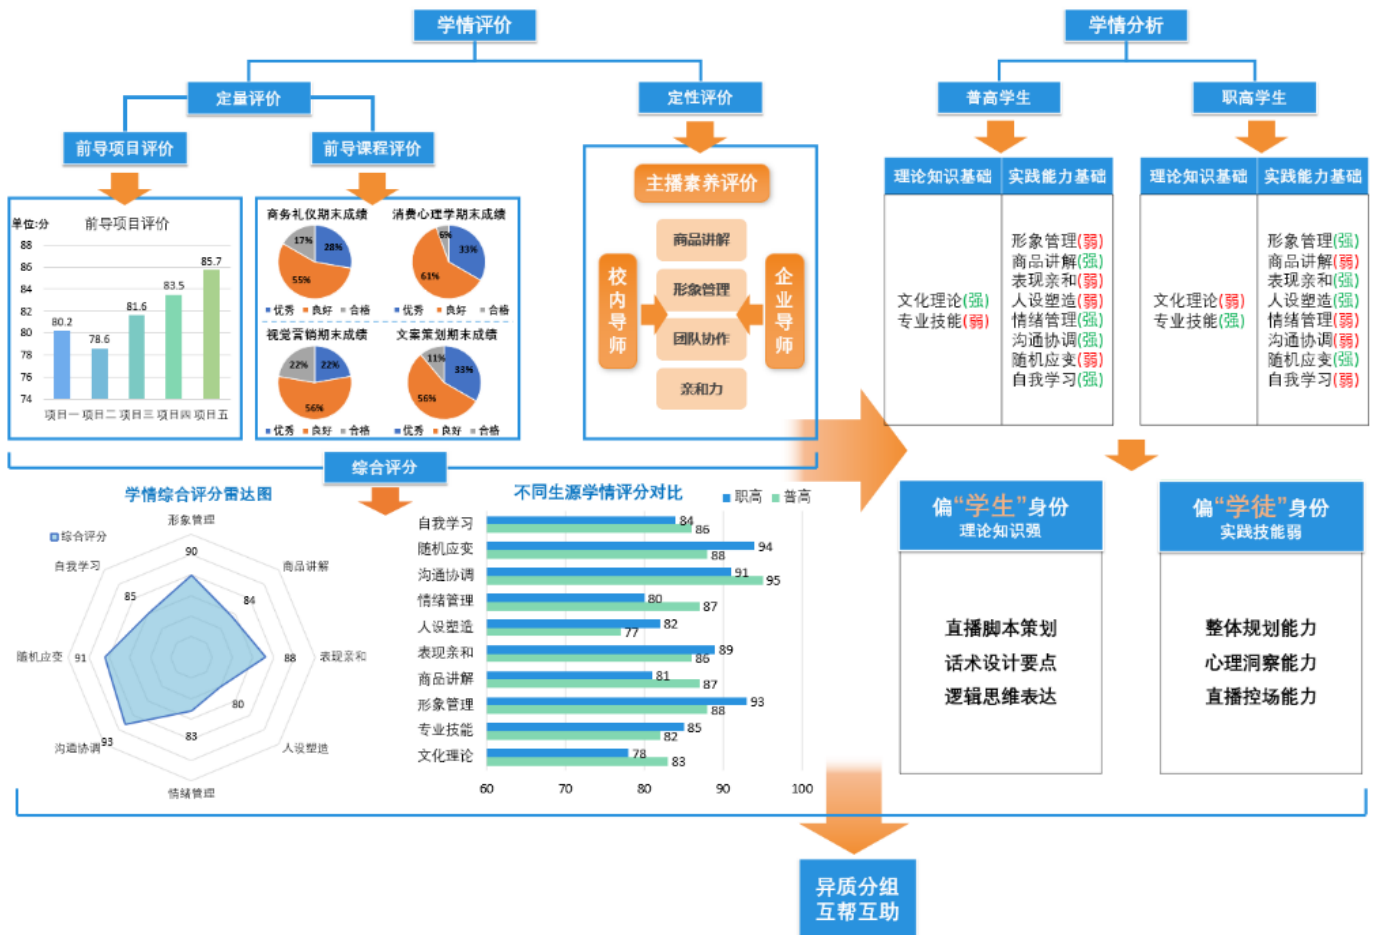 学情评价
定量评价
定性评价
前导项目评价
前导课程评价
单位:分
前导项目评价
88
86
84
82
80
78
76
74
80.2
78.6
81.6
83.5
85.7
项目一 项目二 项目三 项目四 项目五
商务礼仪期末成绩
17%
28%
55%
优秀 良好 合格
消费心理学期末成绩
6%
33%
61%
优秀 良好 合格
视觉营销期末成绩
22%
22%
56%
优秀 良好 合格
文案策划期末成绩
11%
33%
56%
优秀 良好 合格
主播素养评价
校内导师
商品讲解
形象管理
团队协作
亲和力
企业导师
综合评分
学情综合评分雷达图
综合评分
形象管理
90
商品讲解
84
表现亲和
88
人设塑造
80
情绪管理
83
沟通协调
93
随机应变
91
自我学习
85
不同生源学情评分对比
职高 普高
自我学习 84 86
随机应变 94 88
沟通协调 91 95
情绪管理 80 87
人设塑造 82 77
表现亲和 89 86
商品讲解 81 87
形象管理 93 88
专业技能 85 82
文化理论 78 83
60 70 80 90 100
学情分析
普高学生
职高学生
理论知识基础 实践能力基础
文化理论(强)
专业技能(弱)
形象管理(弱)
商品讲解(强)
表现亲和(弱)
人设塑造(弱)
情绪管理(强)
沟通协调(强)
随机应变(弱)
自我学习(强)
理论知识基础 实践能力基础
文化理论(弱)
专业技能(强)
形象管理(强)
商品讲解(弱)
表现亲和(强)
人设塑造(强)
情绪管理(弱)
沟通协调(弱)
随机应变(强)
自我学习(弱)
偏“学生”身份
理论知识强
直播脚本策划
话术设计要点
逻辑思维表达
偏“学徒”身份
实践技能弱
整体规划能力
心理洞察能力
直播控场能力
异质分组
互帮互助